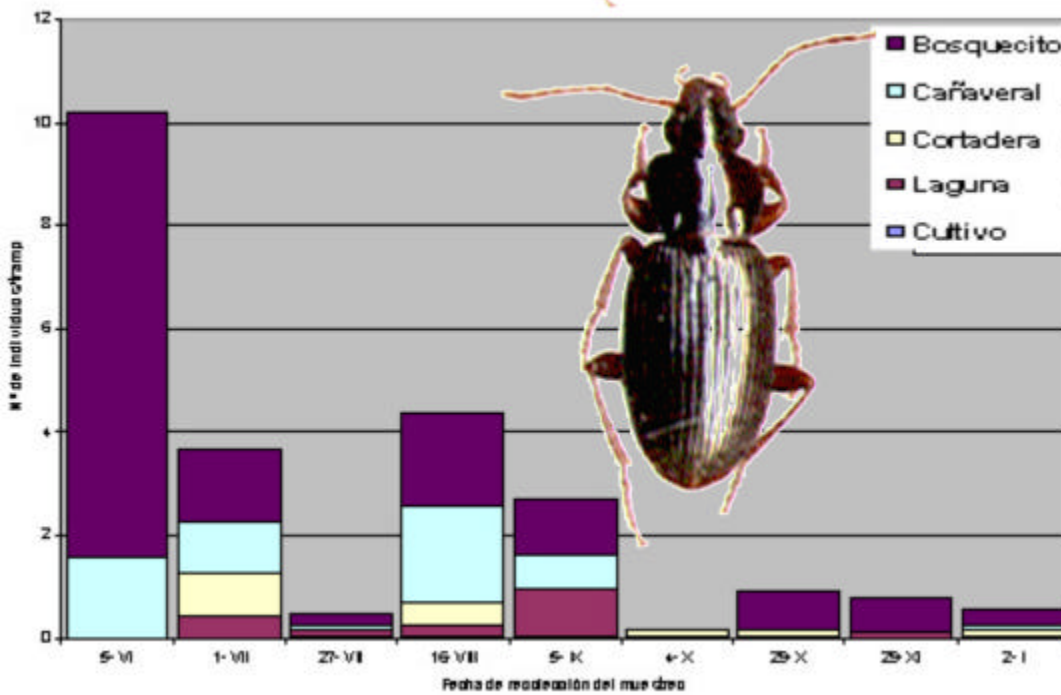 12
10
8
6
4
2
0
Bosquecito
Cañaveral
Cortadera
Laguna
Cultivo
Nº de individuos/tramp
5-VI 1-VII 27-VII 16-VIII 5-IX 4-X 29-X 29-XI 2-I
Fecha de recolección del muestreo